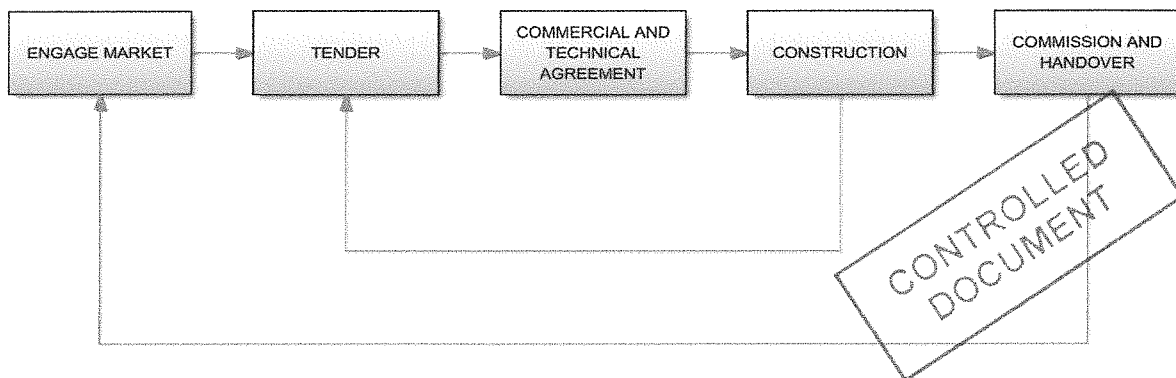 ENGAGE MARKET
TENDER
COMMERCIAL AND
TECHNICAL
AGREEMENT
CONSTRUCTION
COMMISSION AND
HANDOVER
CONTROLLED
DOCUMENT